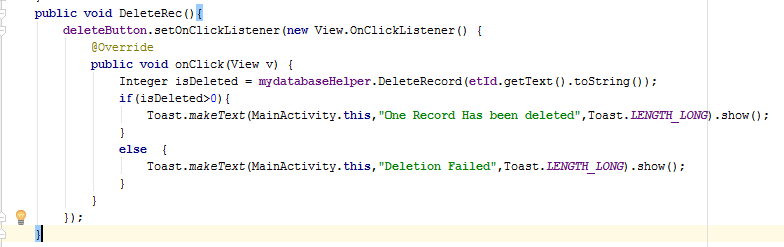 public void DeleteRec(){
deleteButton.setOnClickListener(new View.OnClickListener() {
@Override
public void onClick(View v) {
Integer isDeleted = mydatabaseHelper.DeleteRecord(etId.getText().toString());
if(isDeleted>0){
Toast.makeText(MainActivity.this,"One Record Has been deleted",Toast.LENGTH_LONG).show();
}
else  {
Toast.makeText(MainActivity.this,"Deletion Failed",Toast.LENGTH_LONG).show();
}
}
});
}